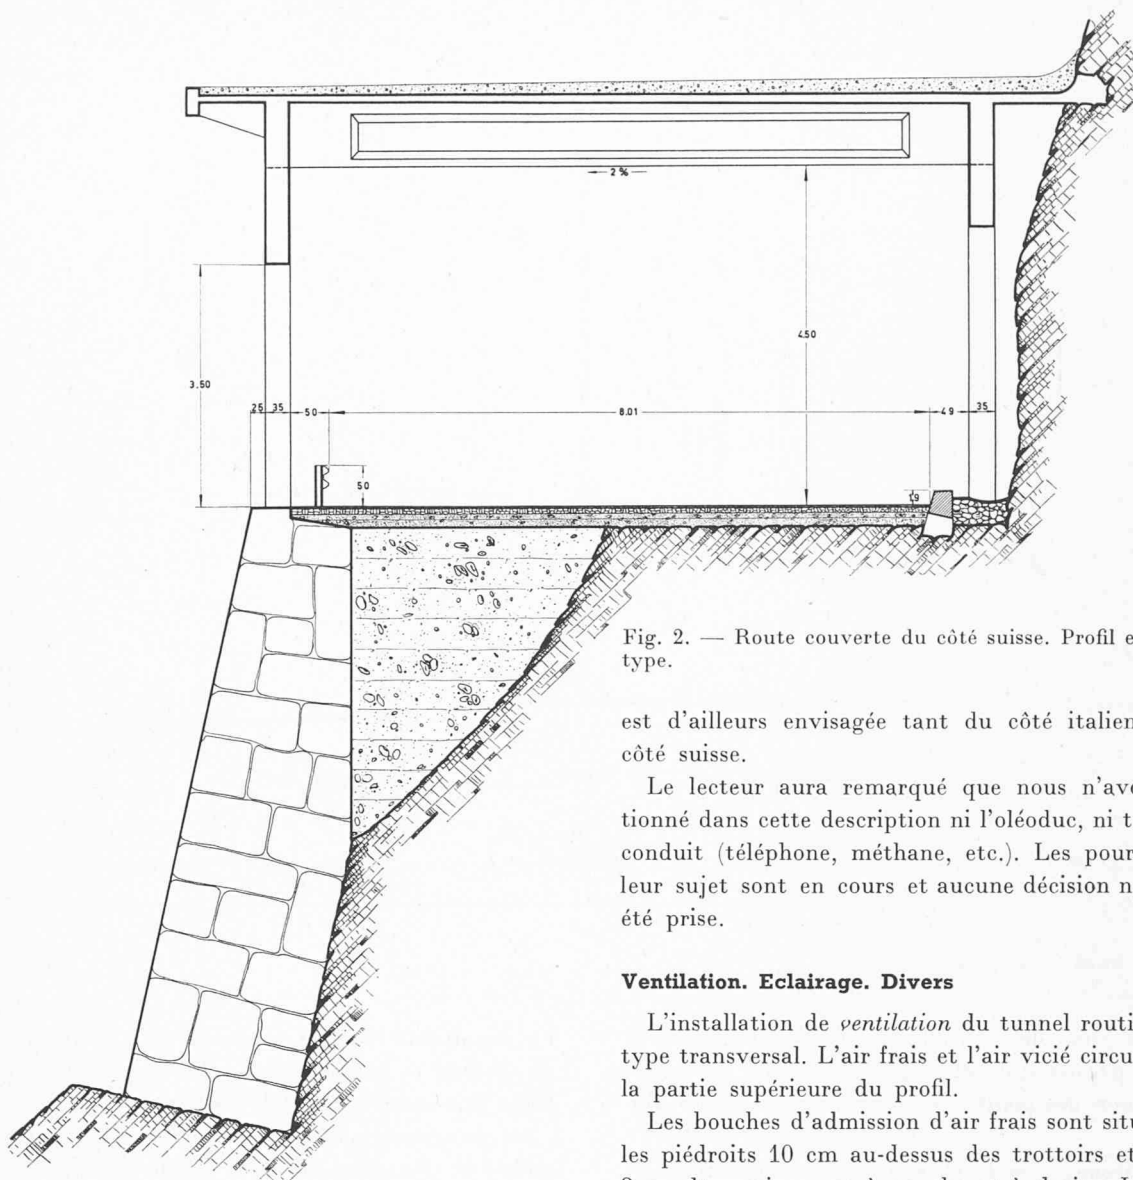 2 %
4.50
3.50
25 35 50 8.01 49 35
50
19
Fig. 2. — Route couverte du côté suisse. Profil e
type.
est d'ailleurs envisagée tant du côté italien
côté suisse.
Le lecteur aura remarqué que nous n'ave
tionné dans cette description ni l'oléoduc, ni t
conduit (téléphone, méthane, etc.). Les pour
leur sujet sont en cours et aucune décision n
été prise.
Ventilation. Eclairage. Divers
L'installation de ventilation du tunnel routi
type transversal. L'air frais et l'air vicié circu
la partie supérieure du profil.
Les bouches d'admission d'air frais sont situ
les piédroits 10 cm au-dessus des trottoirs et